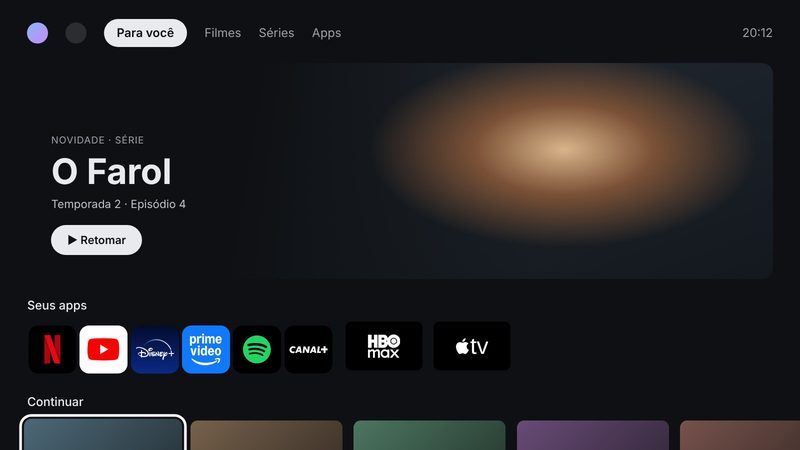 Para você
Filmes
Séries
Apps
20:12
NOVIDADE · SÉRIE
O Farol
Temporada 2 · Episódio 4
▶ Retomar
Seus apps
N
Disney+
prime
video
CANAL+
HBO
max
tv
Continuar